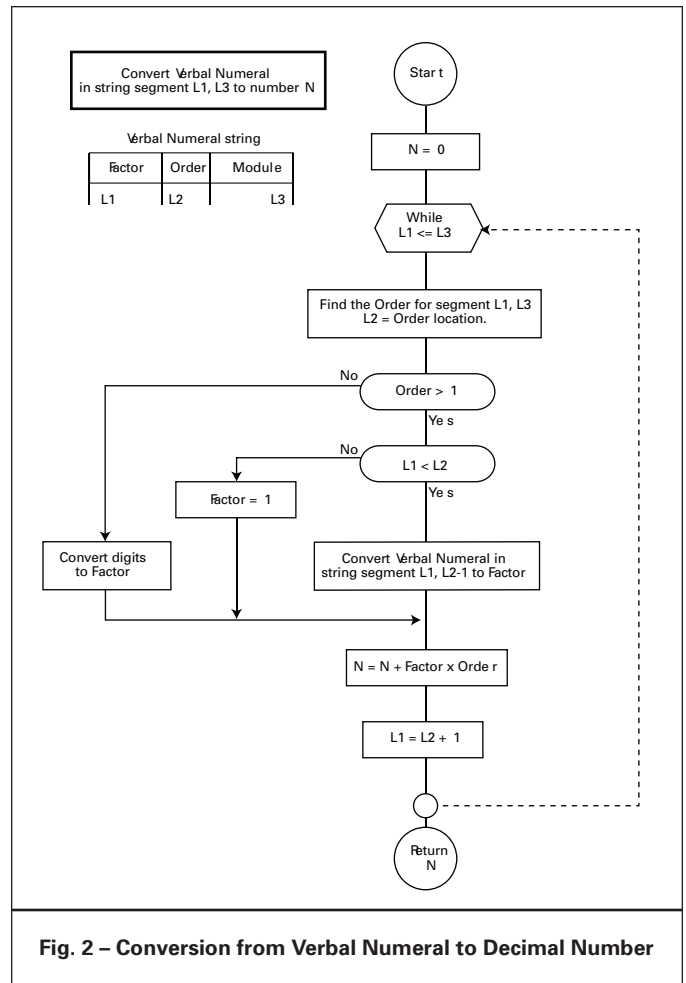 Convert Verbal Numeral
in string segment L1, L3 to number N
Verbal Numeral string
Factor Order Module
L1 L2 L3
Start
N = 0
While
L1 <= L3
Find the Order for segment L1, L3
L2 = Order location.
No
Order > 1
Yes
No
L1 < L2
Yes
Factor = 1
Convert digits
to Factor
Convert Verbal Numeral in
string segment L1, L2-1 to Factor
N = N + Factor x Order
L1 = L2 + 1
Return
N
Fig. 2 – Conversion from Verbal Numeral to Decimal Number